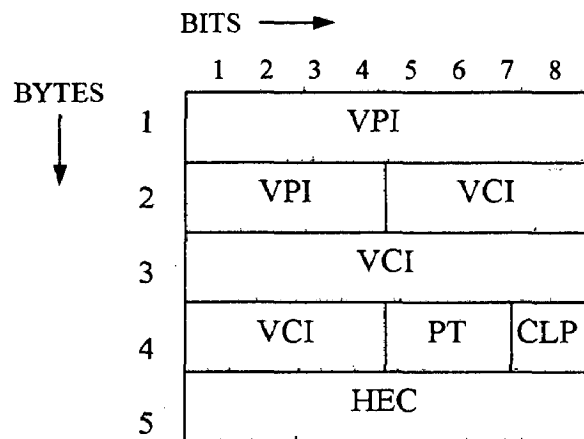 BITS
1 2 3 4 5 6 7 8
BYTES
1 VPI
2 VPI VCI
3 VCI
4 VCI PT CLP
5 HEC